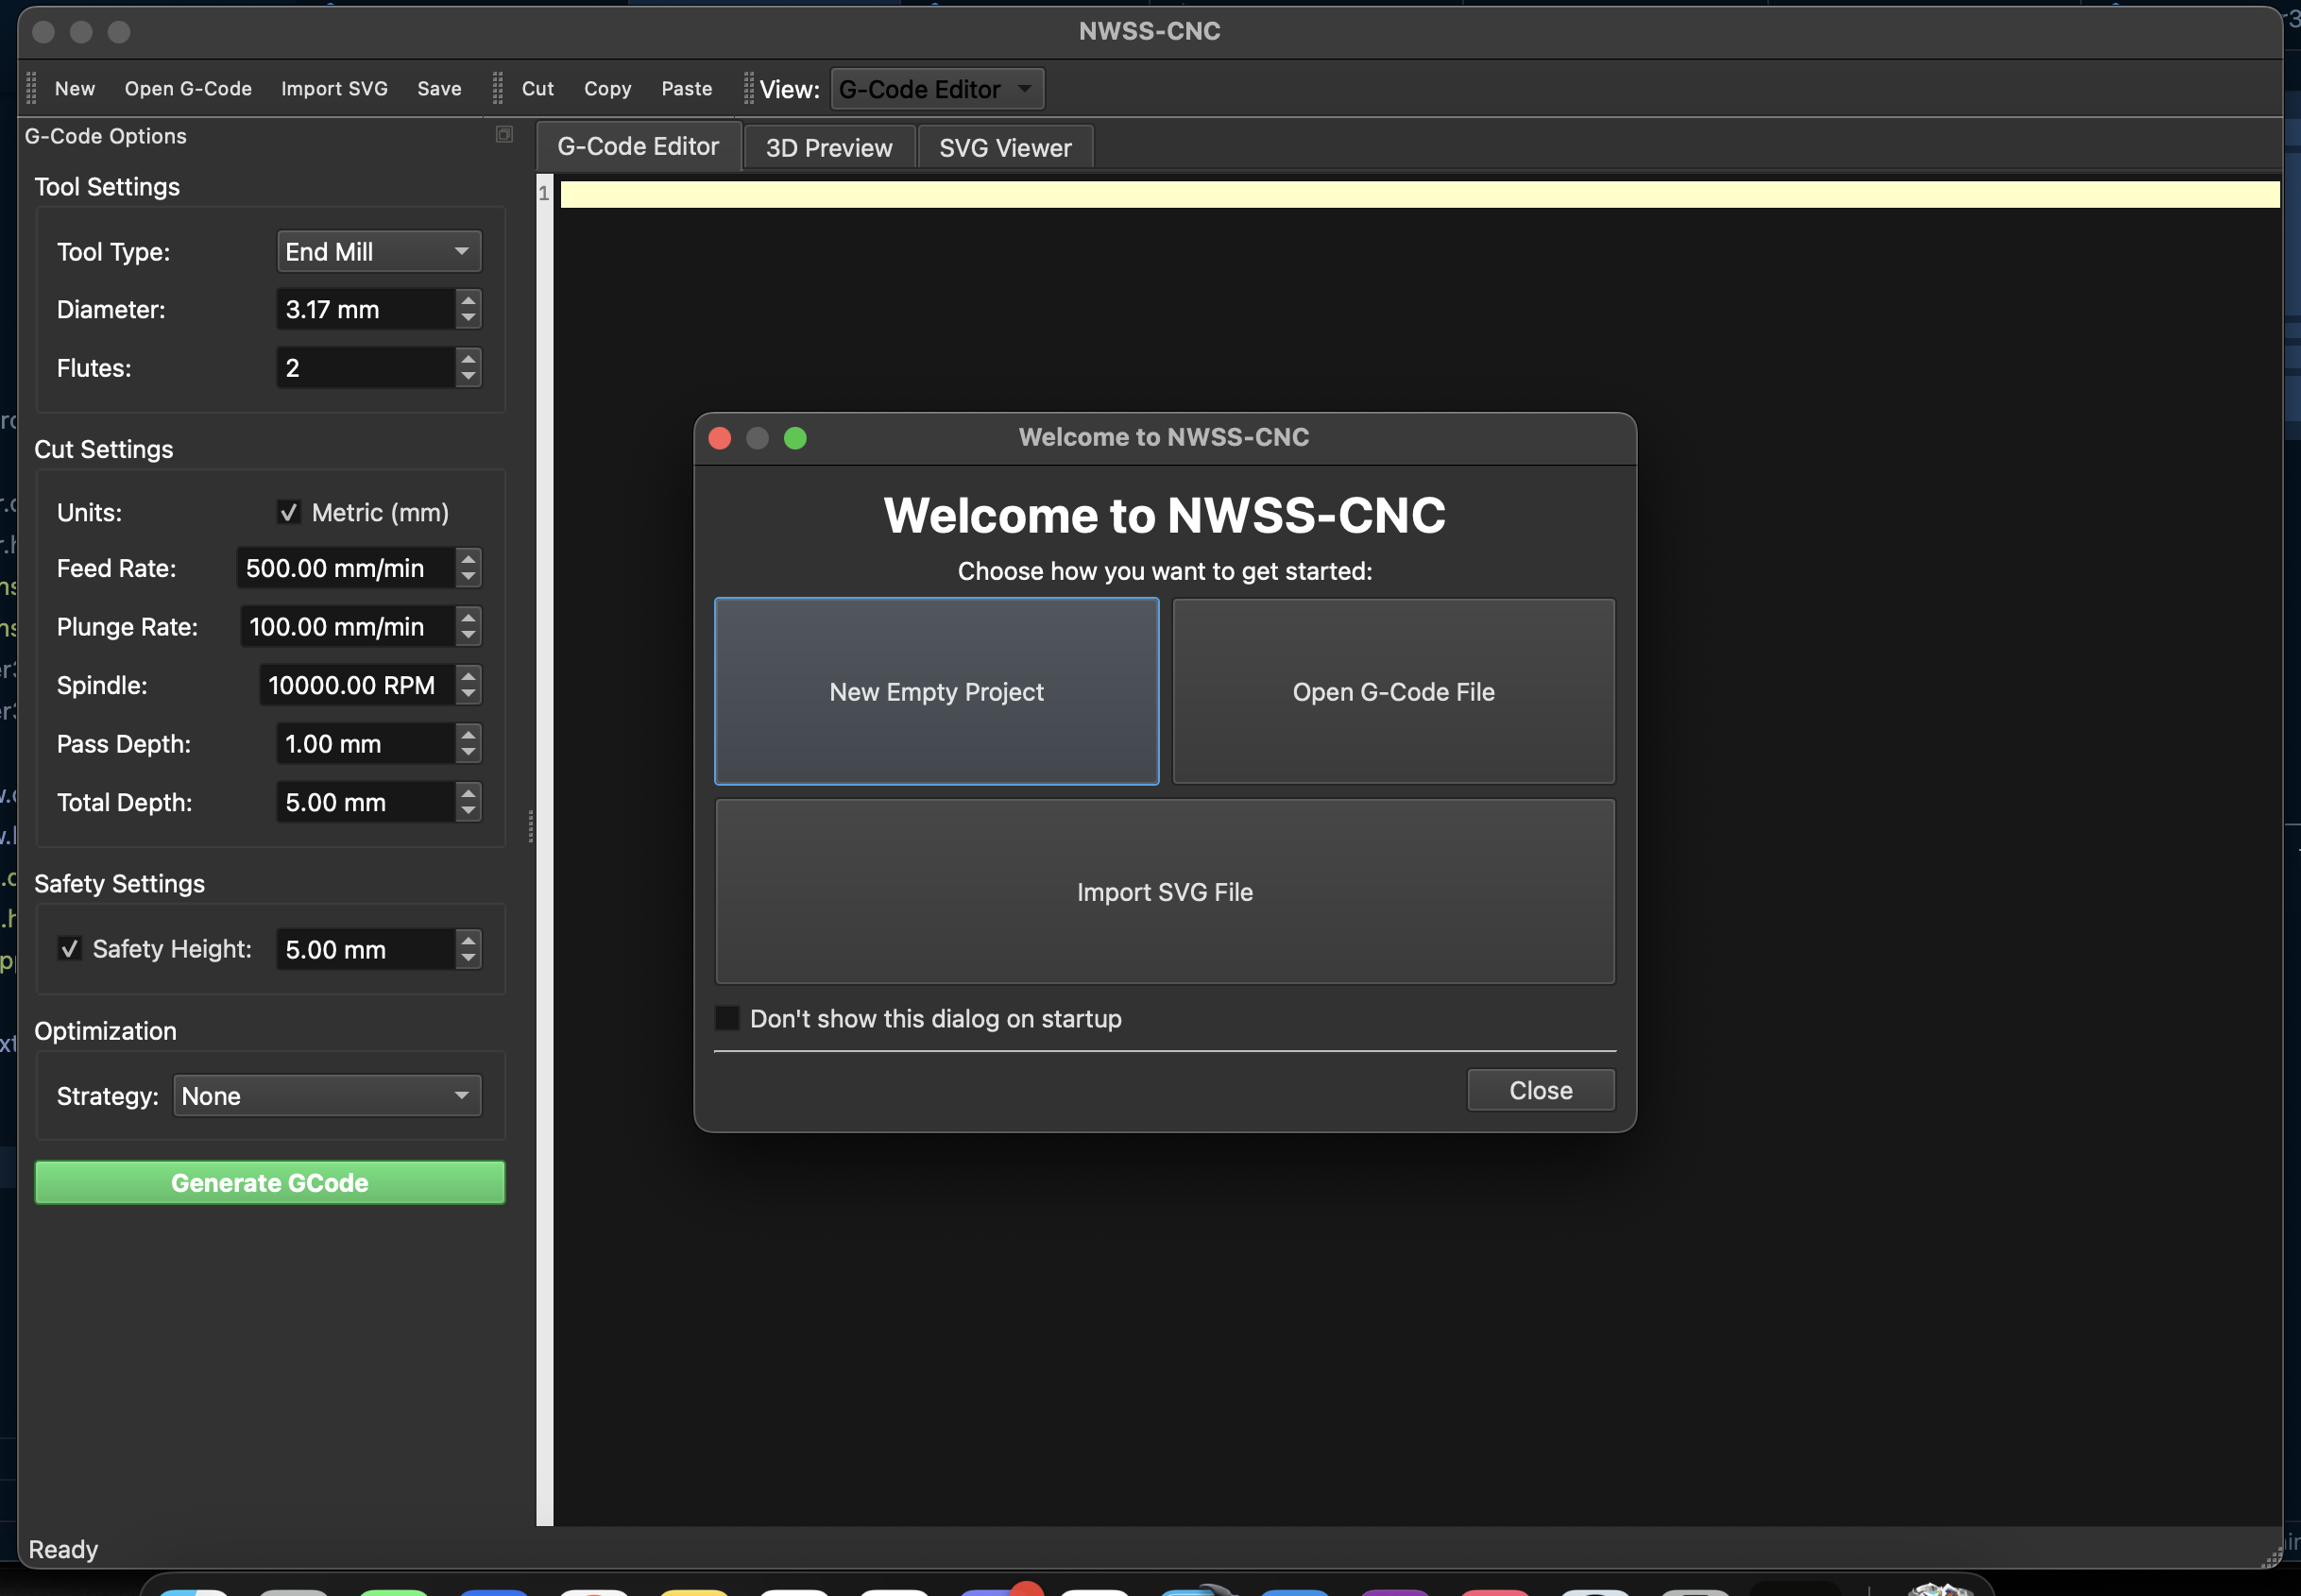 NWSS-CNC
New Open G-Code Import SVG Save Cut Copy Paste View: G-Code Editor
G-Code Options
G-Code Editor 3D Preview SVG Viewer
Tool Settings
1
Tool Type: End Mill
Diameter: 3.17 mm
Flutes: 2
Cut Settings
Units: Metric (mm)
Feed Rate: 500.00 mm/min
Plunge Rate: 100.00 mm/min
Spindle: 10000.00 RPM
Pass Depth: 1.00 mm
Total Depth: 5.00 mm
Safety Settings
Safety Height: 5.00 mm
Optimization
Strategy: None
Generate GCode
Welcome to NWSS-CNC
Welcome to NWSS-CNC
Choose how you want to get started:
New Empty Project Open G-Code File
Import SVG File
Don't show this dialog on startup
Close
Ready